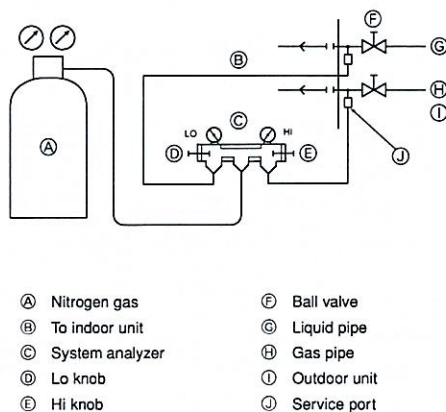 Ⓕ
Ⓖ
Ⓑ
Ⓗ
Ⓘ
Ⓒ
LO HI
Ⓐ
Ⓓ Ⓔ
Ⓙ
Ⓐ Nitrogen gas
Ⓑ To indoor unit
Ⓒ System analyzer
Ⓓ Lo knob
Ⓔ Hi knob
Ⓕ Ball valve
Ⓖ Liquid pipe
Ⓗ Gas pipe
Ⓘ Outdoor unit
Ⓙ Service port